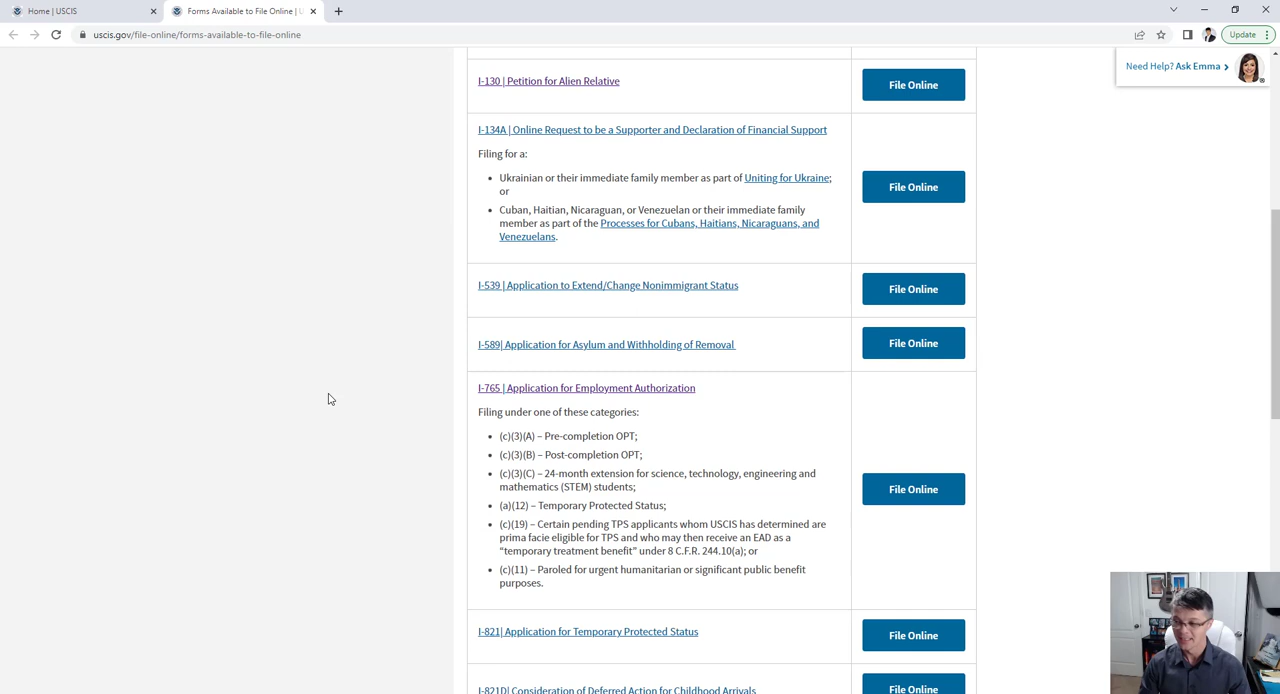 Home | USCIS
Forms Available to File Online | U
uscis.gov/file-online/forms-available-to-file-online
Update
Need Help? Ask Emma
I-130 | Petition for Alien Relative
File Online
I-134A | Online Request to be a Supporter and Declaration of Financial Support
Filing for a:
• Ukrainian or their immediate family member as part of Uniting for Ukraine;
or
• Cuban, Haitian, Nicaraguan, or Venezuelan or their immediate family
member as part of the Processes for Cubans, Haitians, Nicaraguans, and
Venezuelans.
File Online
I-539 | Application to Extend/Change Nonimmigrant Status
File Online
I-589| Application for Asylum and Withholding of Removal
File Online
I-765 | Application for Employment Authorization
Filing under one of these categories:
• (c)(3)(A) – Pre-completion OPT;
• (c)(3)(B) – Post-completion OPT;
• (c)(3)(C) – 24-month extension for science, technology, engineering and
mathematics (STEM) students;
• (a)(12) – Temporary Protected Status;
• (c)(19) – Certain pending TPS applicants whom USCIS has determined are
prima facie eligible for TPS and who may then receive an EAD as a
“temporary treatment benefit” under 8 C.F.R. 244.10(a); or
• (c)(11) – Paroled for urgent humanitarian or significant public benefit
purposes.
File Online
I-821| Application for Temporary Protected Status
File Online
I-821D| Consideration of Deferred Action for Childhood Arrivals
File Online